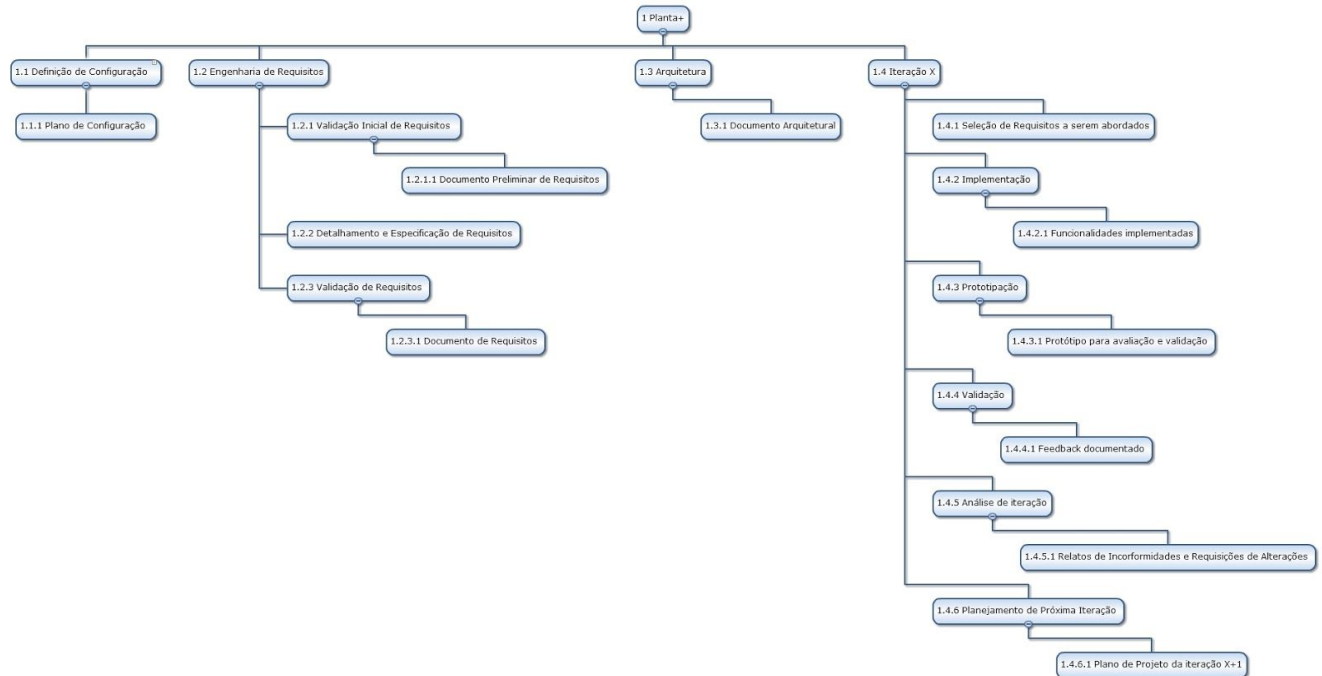 1 Planta+
1.1 Definição de Configuração
1.2 Engenharia de Requisitos
1.3 Arquitetura
1.4 Iteração X
1.1.1 Plano de Configuração
1.2.1 Validação Inicial de Requisitos
1.2.1.1 Documento Preliminar de Requisitos
1.2.2 Detalhamento e Especificação de Requisitos
1.2.3 Validação de Requisitos
1.2.3.1 Documento de Requisitos
1.3.1 Documento Arquitetural
1.4.1 Seleção de Requisitos a serem abordados
1.4.2 Implementação
1.4.2.1 Funcionalidades implementadas
1.4.3 Prototipação
1.4.3.1 Protótipo para avaliação e validação
1.4.4 Validação
1.4.4.1 Feedback documentado
1.4.5 Análise de iteração
1.4.5.1 Relatos de Incorformidades e Requisições de Alterações
1.4.6 Planejamento de Próxima Iteração
1.4.6.1 Plano de Projeto da iteração X+1